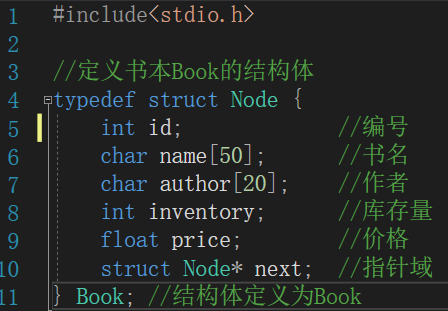 1 #include<stdio.h>
2
3 //定义书本Book的结构体
4 typedef struct Node {
5 int id; //编号
6 char name[50]; //书名
7 char author[20]; //作者
8 int inventory; //库存量
9 float price; //价格
10 struct Node* next; //指针域
11 } Book; //结构体定义为Book